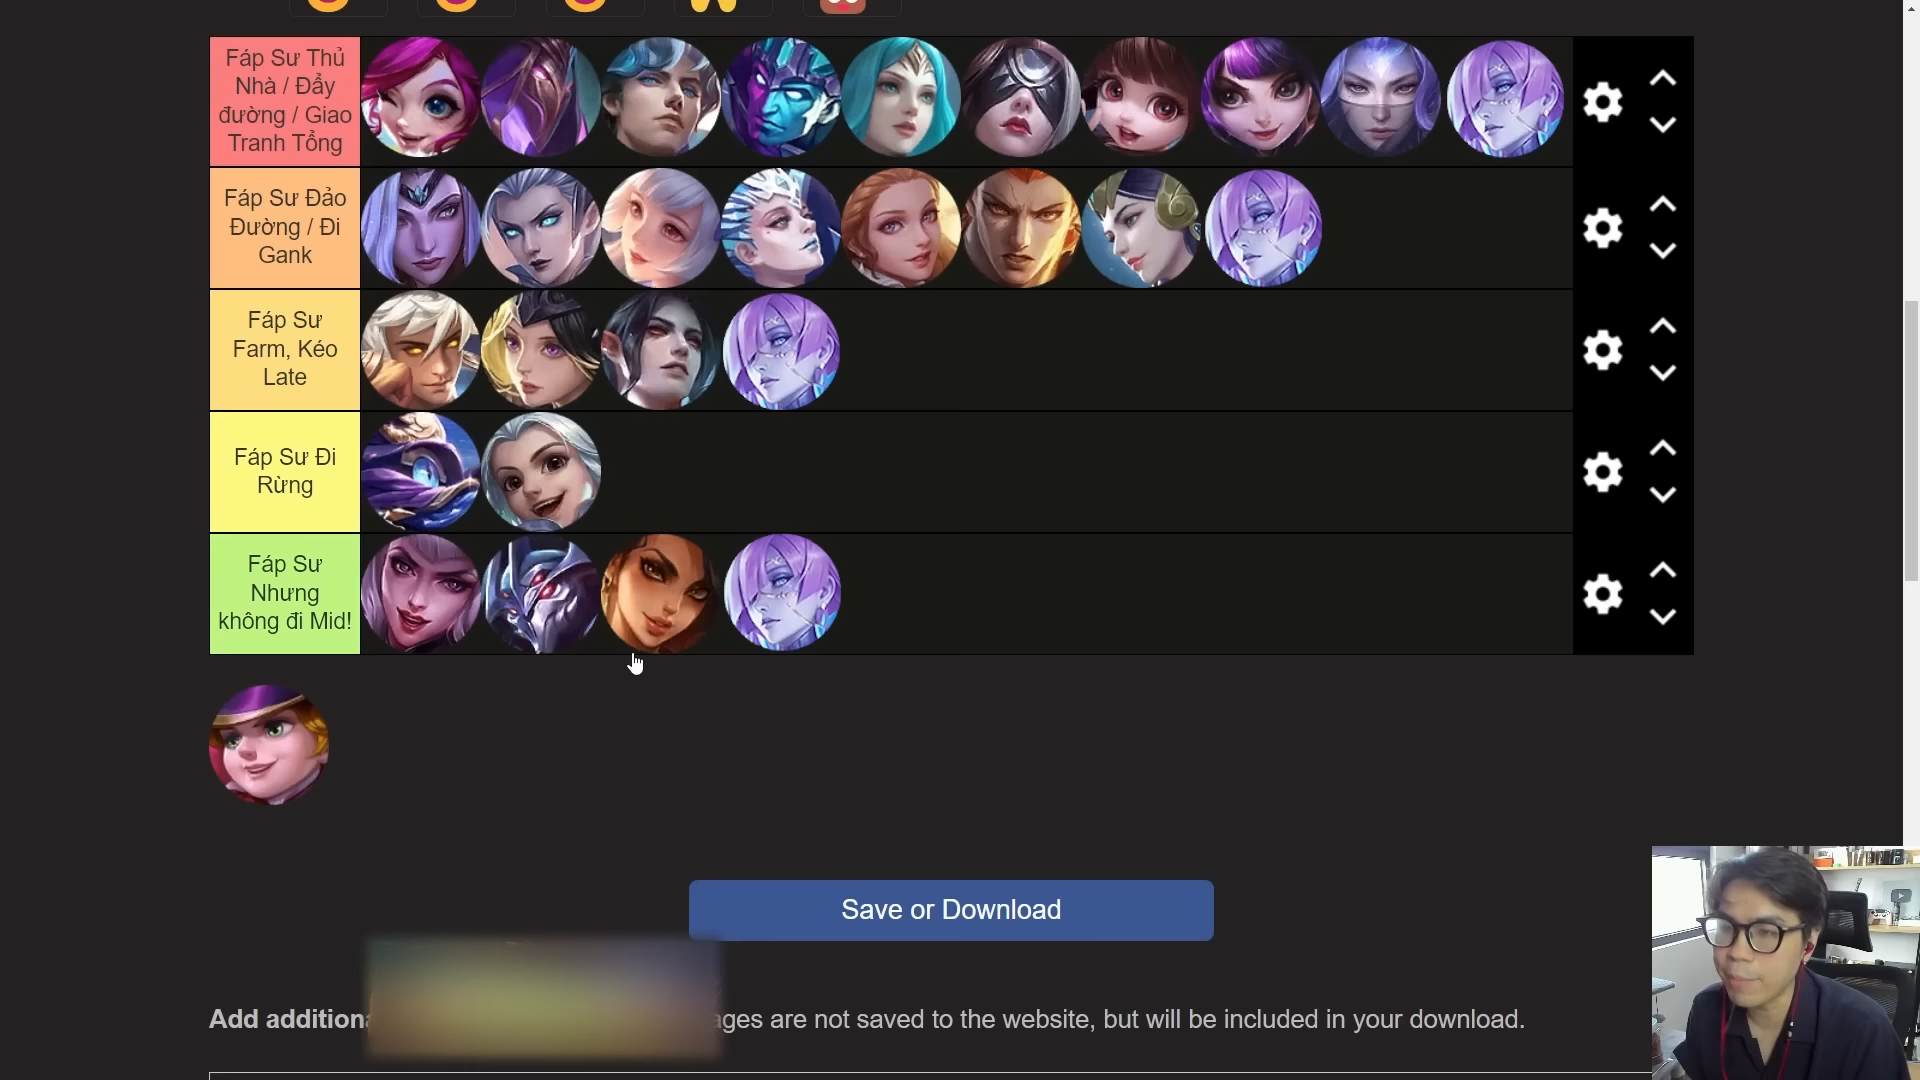 Fáp Sư Thủ
Nhà / Đẩy
đường / Giao
Tranh Tổng
Fáp Sư Đảo
Đường / Đi
Gank
Fáp Sư
Farm, Kéo
Late
Fáp Sư Đi
Rừng
Fáp Sư
Nhưng
không đi Mid!
Save or Download
Add are not saved to the website, but will be included in your download.